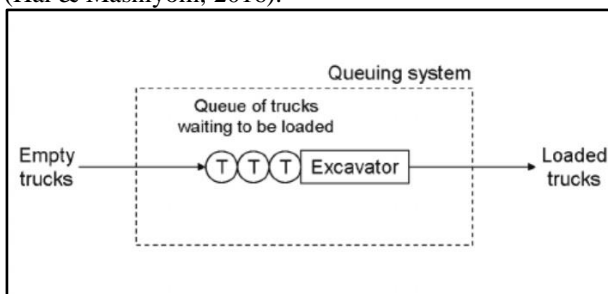 Queuing system
Queue of trucks
waiting to be loaded
Empty
trucks
T T T Excavator
Loaded
trucks